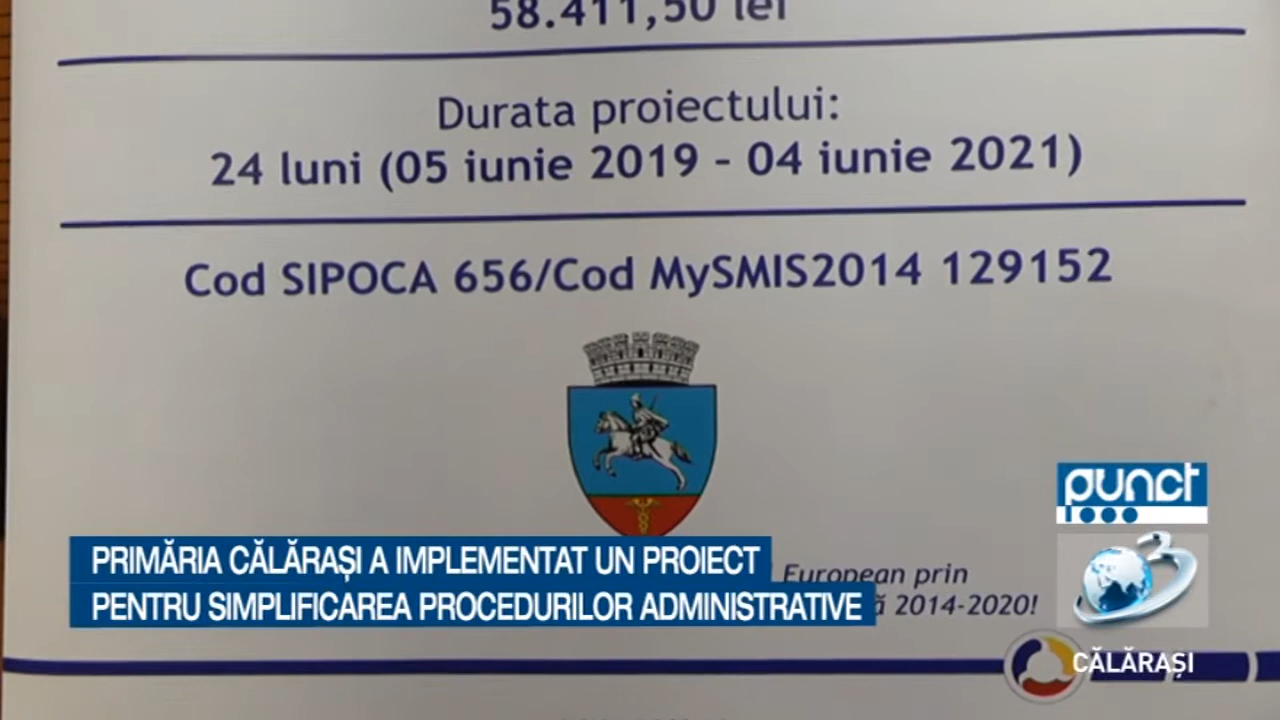 58.411,50 lei
Durata proiectului:
24 luni (05 iunie 2019 – 04 iunie 2021)
Cod SIPOCA 656/Cod MySMIS2014 129152
punct
3
PRIMĂRIA CĂLĂRAȘI A IMPLEMENTAT UN PROIECT
European prin
PENTRU SIMPLIFICAREA PROCEDURILOR ADMINISTRATIVE
2014-2020!
CĂLĂRAȘI